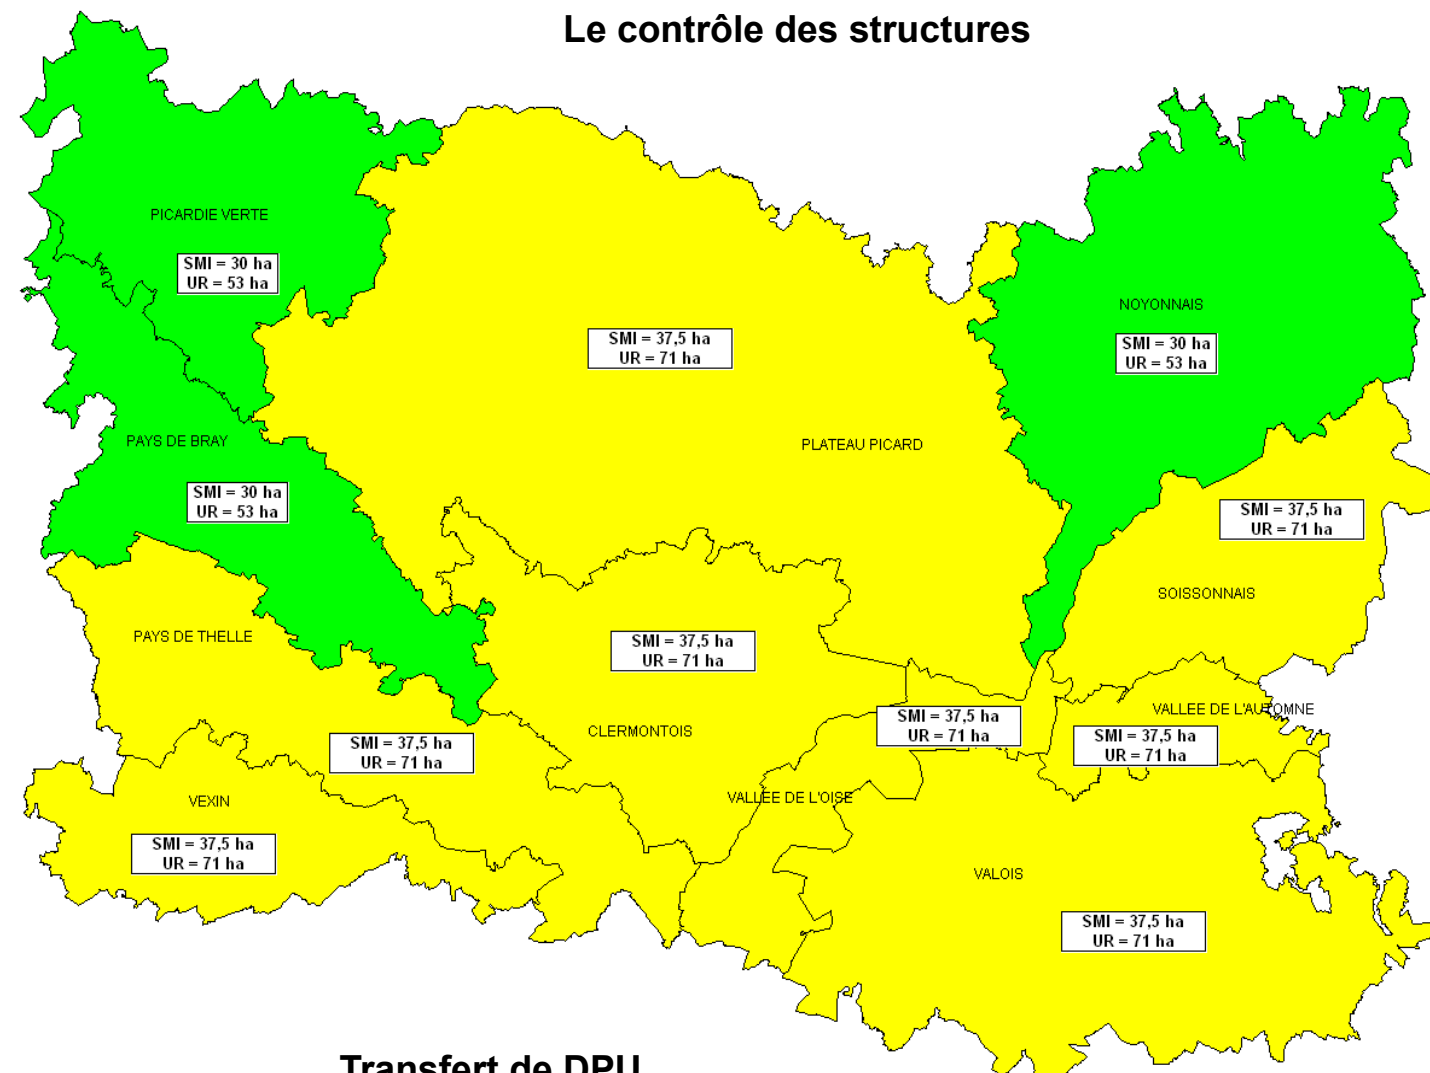 Le contrôle des structures
PICARDIE VERTE
SMI = 30 ha
UR = 53 ha
NOYONNAIS
SMI = 30 ha
UR = 53 ha
SMI = 37,5 ha
UR = 71 ha
PLATEAU PICARD
PAYS DE BRAY
SMI = 30 ha
UR = 53 ha
SMI = 37,5 ha
UR = 71 ha
SOISSONNAIS
PAYS DE THELLE
SMI = 37,5 ha
UR = 71 ha
SMI = 37,5 ha
UR = 71 ha
CLERMONTOIS
SMI = 37,5 ha
UR = 71 ha
VALLEE DE L'OISE
VALLEE DE L'AUTOMNE
SMI = 37,5 ha
UR = 71 ha
VEXIN
SMI = 37,5 ha
UR = 71 ha
VALOIS
SMI = 37,5 ha
UR = 71 ha
Transfert de DPU